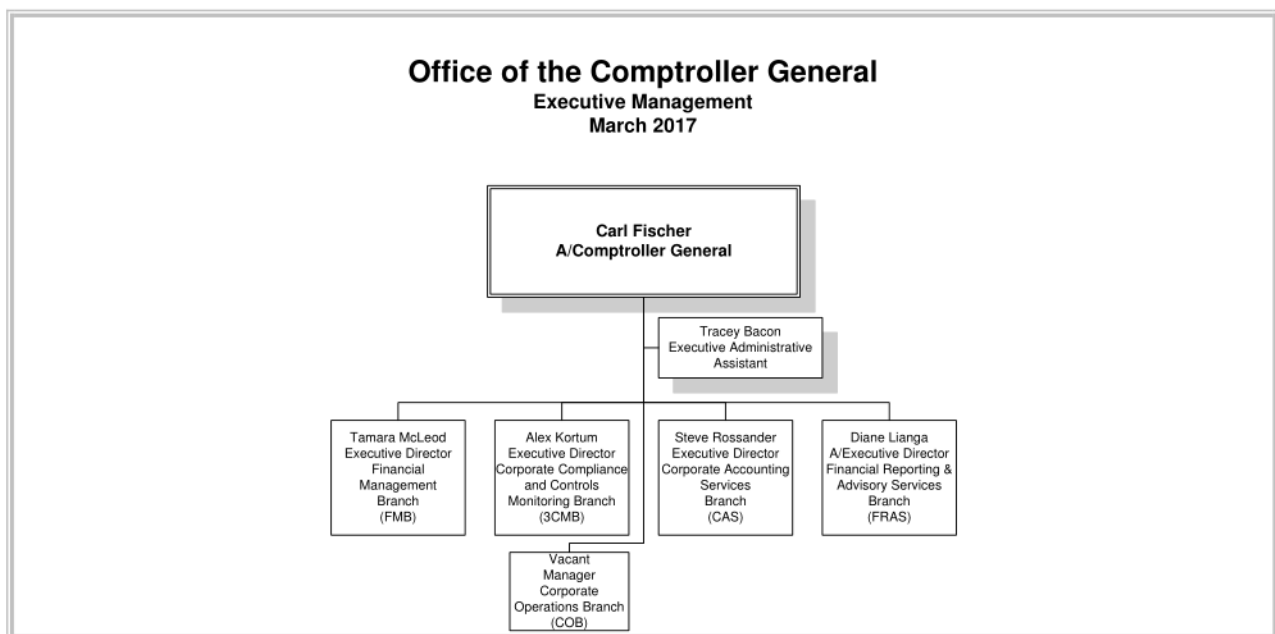 Office of the Comptroller General
Executive Management
March 2017
Carl Fischer
A/Comptroller General
Tracey Bacon
Executive Administrative
Assistant
Tamara McLeod
Executive Director
Financial
Management
Branch
(FMB)
Alex Kortum
Executive Director
Corporate Compliance
and Controls
Monitoring Branch
(3CMB)
Steve Rossander
Executive Director
Corporate Accounting
Services
Branch
(CAS)
Diane Lianga
A/Executive Director
Financial Reporting &
Advisory Services
Branch
(FRAS)
Vacant
Manager
Corporate
Operations Branch
(COB)